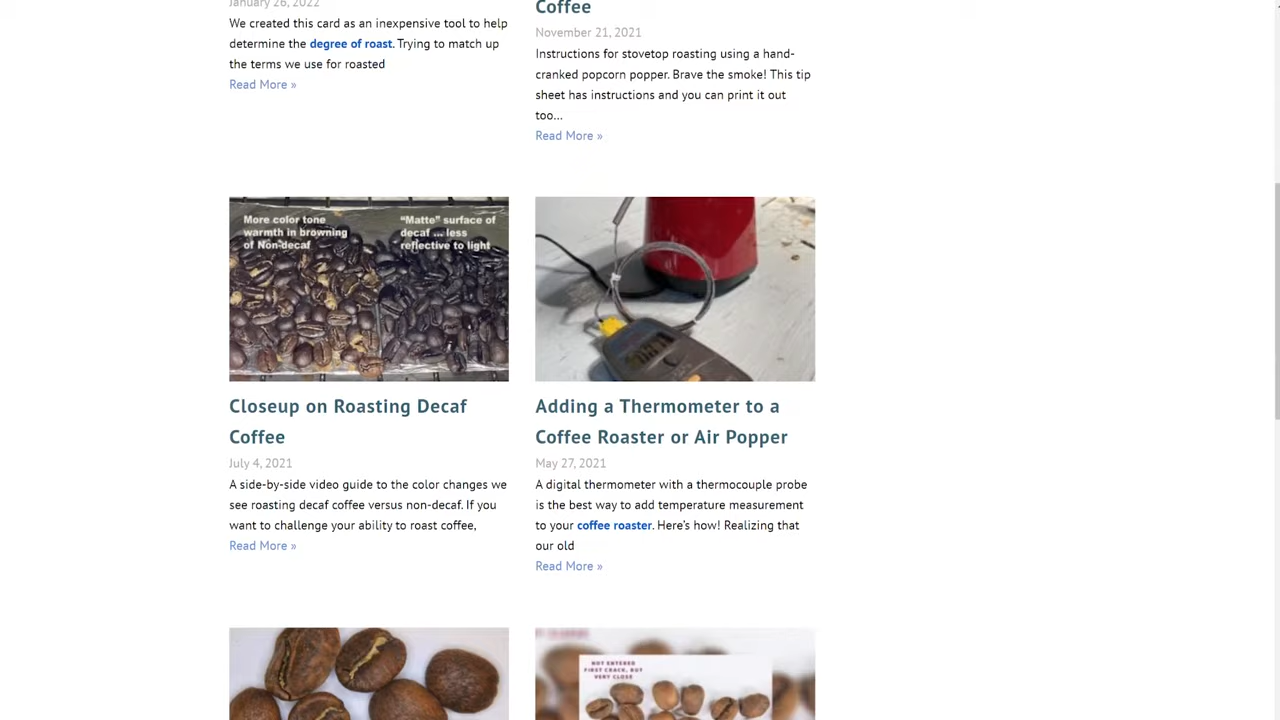 January 26, 2022
We created this card as an inexpensive tool to help
determine the degree of roast. Trying to match up
the terms we use for roasted
Read More »
Coffee
November 21, 2021
Instructions for stovetop roasting using a hand-
cranked popcorn popper. Brave the smoke! This tip
sheet has instructions and you can print it out
too...
Read More »
More color tone
warmth in browning
of Non-decaf
“Matte” surface of
decaf ... less
reflective to light
Closeup on Roasting Decaf
Coffee
July 4, 2021
A side-by-side video guide to the color changes we
see roasting decaf coffee versus non-decaf. If you
want to challenge your ability to roast coffee,
Read More »
Adding a Thermometer to a
Coffee Roaster or Air Popper
May 27, 2021
A digital thermometer with a thermocouple probe
is the best way to add temperature measurement
to your coffee roaster. Here’s how! Realizing that
our old
Read More »
NOT ENTERED
FIRST CRACK, BUT
VERY CLOSE